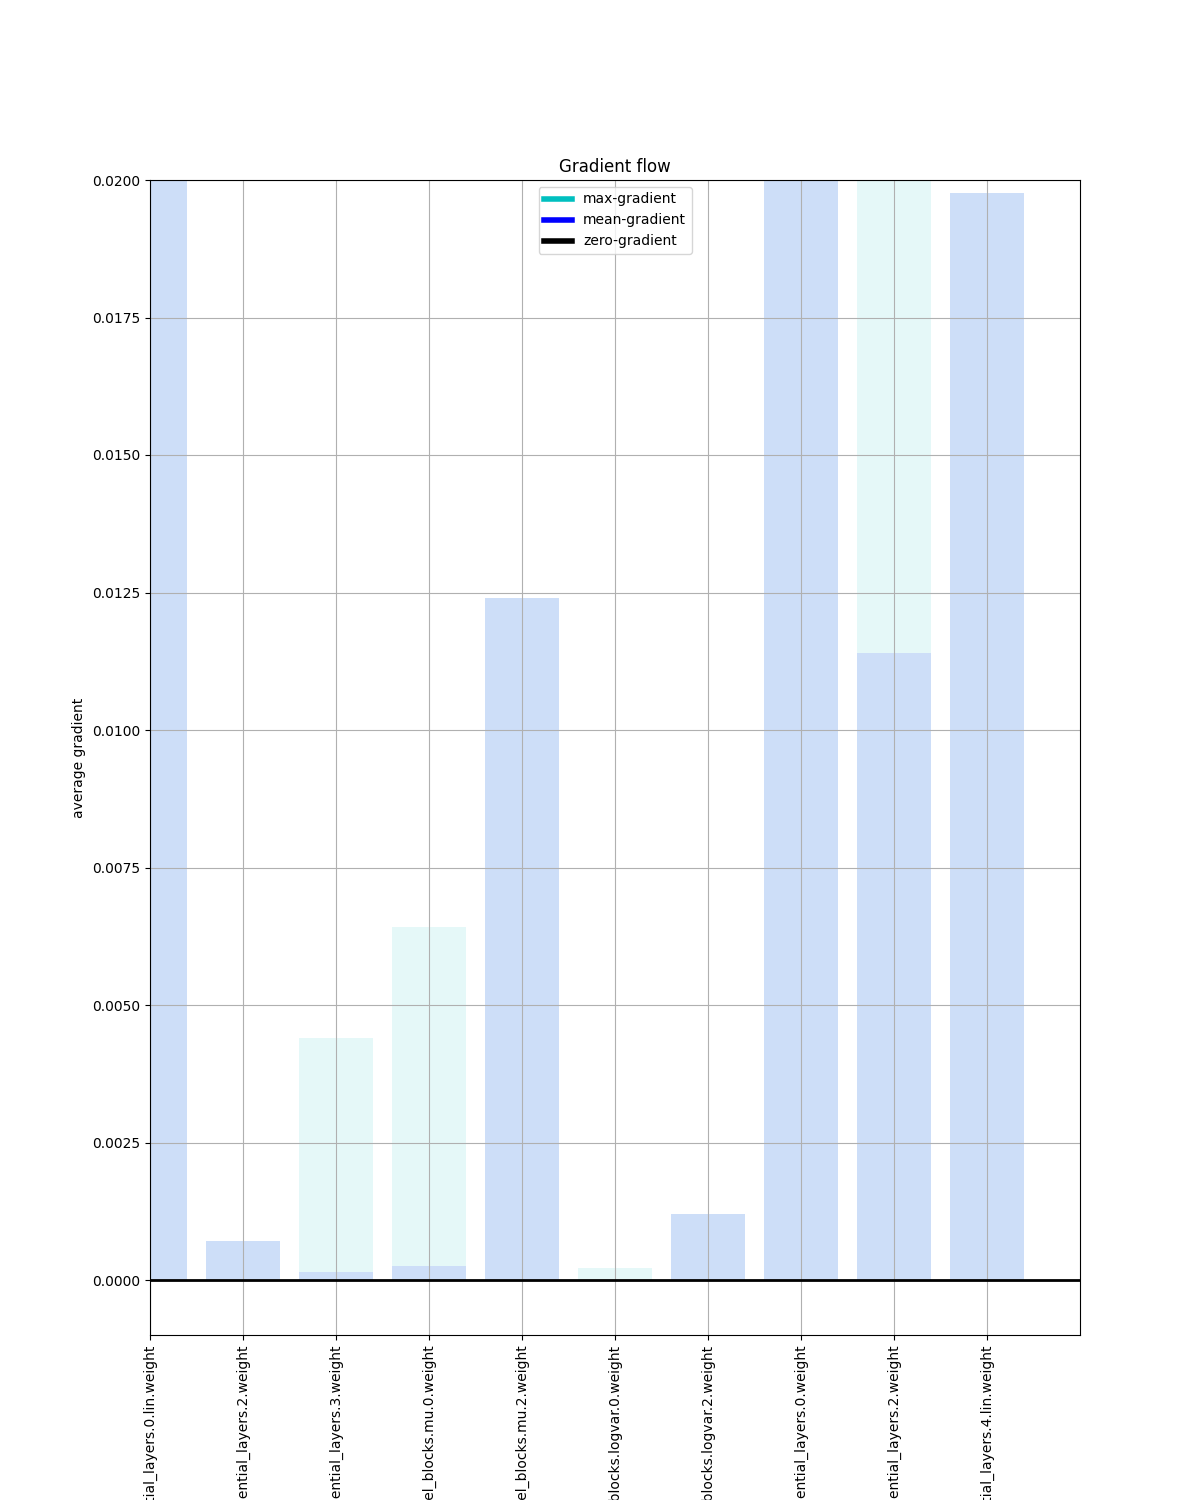 Gradient flow
max-gradient
mean-gradient
zero-gradient
0.0200
0.0175
0.0150
0.0125
0.0100
0.0075
0.0050
0.0025
0.0000
average gradient
tial_layers.0.lin.weight
ential_layers.2.weight
ential_layers.3.weight
el_blocks.mu.0.weight
el_blocks.mu.2.weight
blocks.logvar.0.weight
blocks.logvar.2.weight
ential_layers.0.weight
ential_layers.2.weight
tial_layers.4.lin.weight